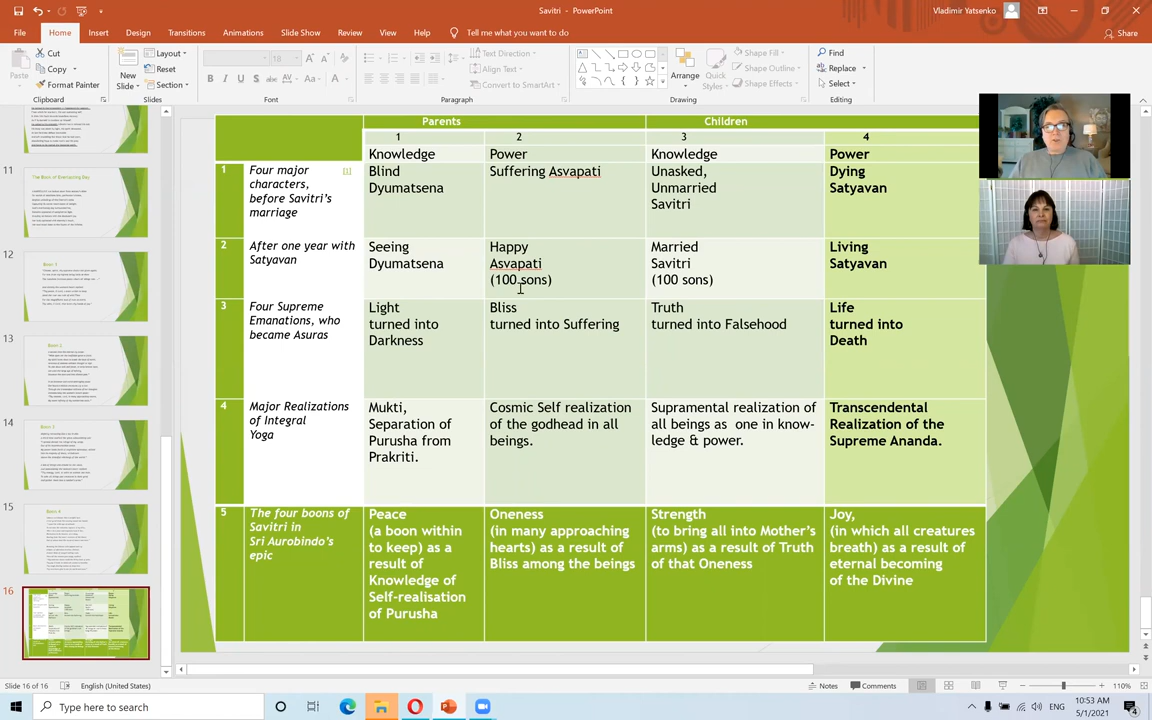 Savitri - PowerPoint
Vladimir Yatsenko
File Home Insert Design Transitions Animations Slide Show Review View Help Tell me what you want to do
Share
Paste
Cut
Copy
Format Painter
Clipboard
New Slide
Layout
Reset
Section
Slides
18
B I U S abc AV Aa A
Font
Text Direction
Align Text
Convert to SmartArt
Paragraph
Arrange
Quick Styles
Shape Fill
Shape Outline
Shape Effects
Drawing
Find
Replace
Select
Editing
11
The Book of Everlasting Day
12
13
14
15
16
Parents Children
1 2 3 4
Knowledge Power Knowledge Power
1
Four major
characters,
before Savitri's
marriage
[i]
Blind
Dyumatsena
Suffering Asvapati
Unasked,
Unmarried
Savitri
Dying
Satyavan
2
After one year with
Satyavan
Seeing
Dyumatsena
Happy
Asvapati
(100 sons)
Married
Savitri
(100 sons)
Living
Satyavan
3
Four Supreme
Emanations, who
became Asuras
Light
turned into
Darkness
Bliss
turned into Suffering
Truth
turned into Falsehood
Life
turned into
Death
4
Major Realizations
of Integral
Yoga
Mukti,
Separation of
Purusha from
Prakriti.
Cosmic Self realization
of the godhead in all
beings.
Supramental realization of
all beings as one in know-
ledge & power.
Transcendental
Realization of the
Supreme Ananda.
5
The four boons of
Savitri in
Sri Aurobindo's
epic
Peace
(a boon within
to keep) as a
result of
Knowledge of
Self-realisation
of Purusha
Oneness
(inmany approaching
hearts) as a result of
Bliss among the beings
Strength
(to bring all into Mother's
arms) as a result of Truth
of that Oneness
Joy,
(in which all creatures
breath) as a result of
eternal becoming
of the Divine
Slide 16 of 16 English (United States)
Notes Comments 110%
Type here to search
ENG
10:53 AM
5/1/2021
4